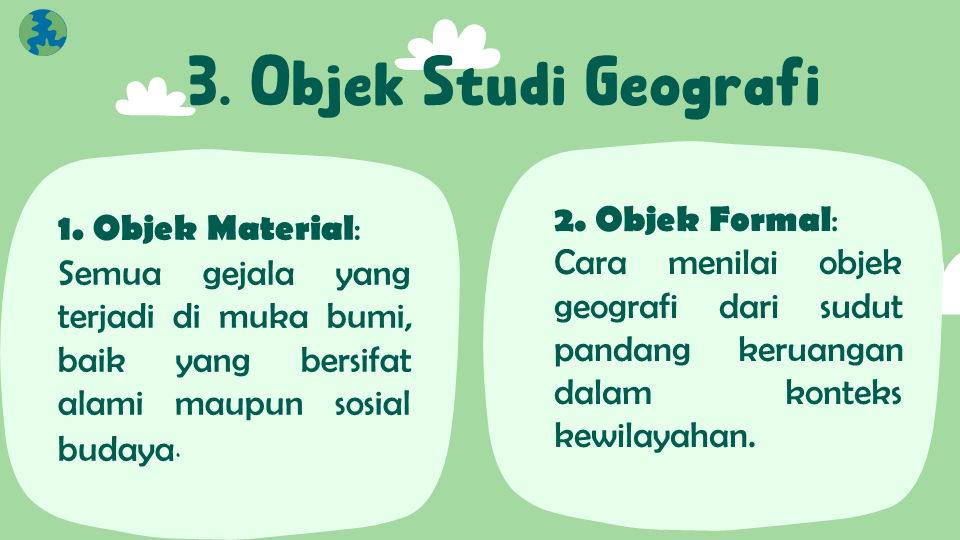 3. Objek Studi Geografi
1. Objek Material:
Semua gejala yang
terjadi di muka bumi,
baik yang bersifat
alami maupun sosial
budaya.
2. Objek Formal:
Cara menilai objek
geografi dari sudut
pandang keruangan
dalam konteks
kewilayahan.